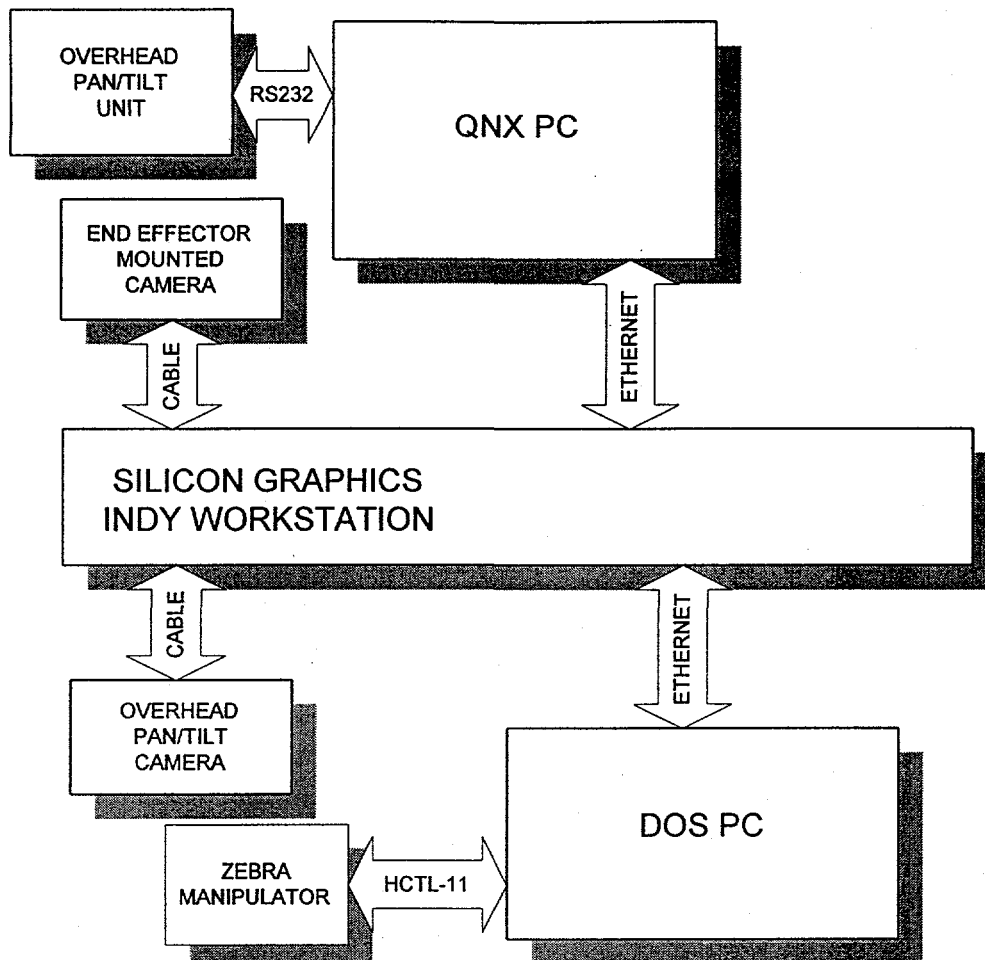 OVERHEAD
PAN/TILT
UNIT
RS232
QNX PC
END EFFECTOR
MOUNTED
CAMERA
CABLE
ETHERNET
SILICON GRAPHICS
INDY WORKSTATION
CABLE
ETHERNET
OVERHEAD
PAN/TILT
CAMERA
DOS PC
ZEBRA
MANIPULATOR
HCTL-11